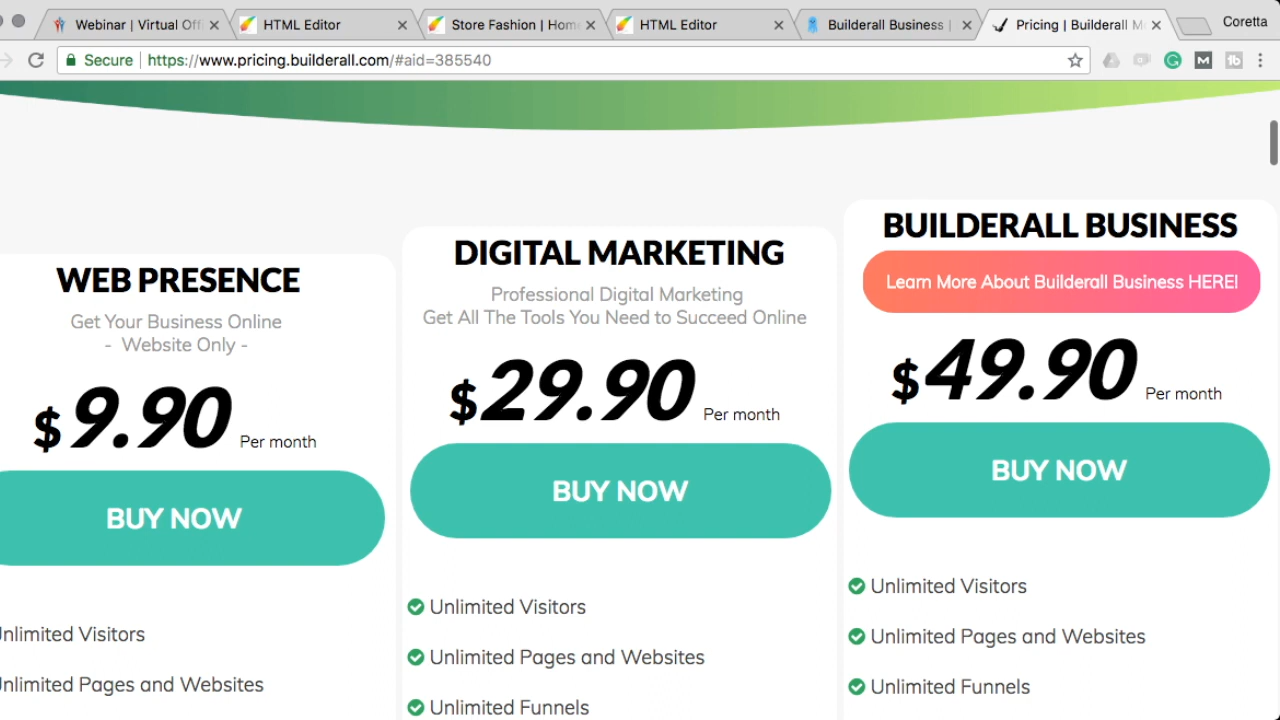 Webinar | Virtual Offi
HTML Editor
Store Fashion | Hom
HTML Editor
Builderall Business |
Pricing | Builderall M
Coretta
Secure
https://www.pricing.builderall.com/#aid=385540
WEB PRESENCE
Get Your Business Online
- Website Only -
$9.90 Per month
BUY NOW
Unlimited Visitors
Unlimited Pages and Websites
DIGITAL MARKETING
Professional Digital Marketing
Get All The Tools You Need to Succeed Online
$29.90 Per month
BUY NOW
Unlimited Visitors
Unlimited Pages and Websites
Unlimited Funnels
BUILDERALL BUSINESS
Learn More About Builderall Business HERE!
$49.90 Per month
BUY NOW
Unlimited Visitors
Unlimited Pages and Websites
Unlimited Funnels